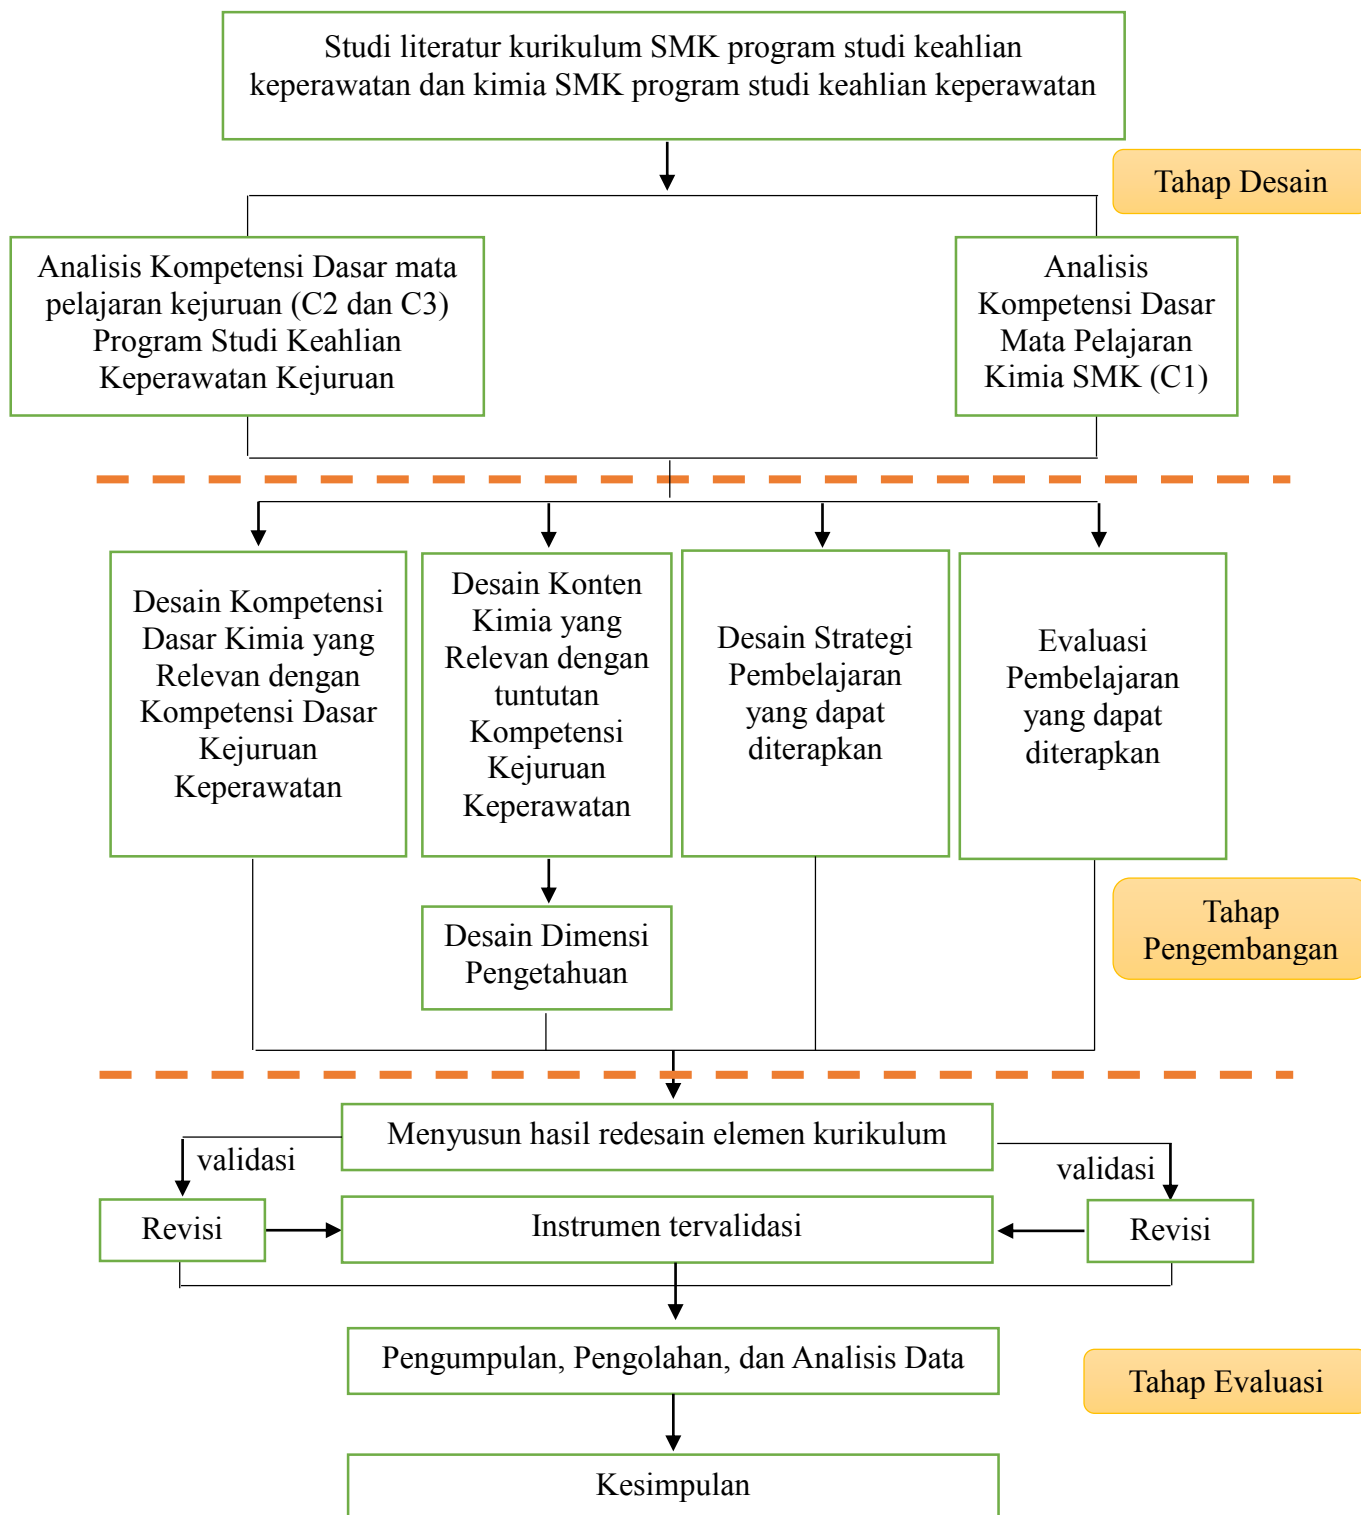 Studi literatur kurikulum SMK program studi keahlian
keperawatan dan kimia SMK program studi keahlian keperawatan
Tahap Desain
Analisis Kompetensi Dasar mata
pelajaran kejuruan (C2 dan C3)
Program Studi Keahlian
Keperawatan Kejuruan
Analisis
Kompetensi Dasar
Mata Pelajaran
Kimia SMK (C1)
Desain Kompetensi
Dasar Kimia yang
Relevan dengan
Kompetensi Dasar
Kejuruan
Keperawatan
Desain Konten
Kimia yang
Relevan dengan
tuntutan
Kompetensi
Kejuruan
Keperawatan
Desain Strategi
Pembelajaran
yang dapat
diterapkan
Evaluasi
Pembelajaran
yang dapat
diterapkan
Desain Dimensi
Pengetahuan
Tahap
Pengembangan
Menyusun hasil redesain elemen kurikulum
validasi
validasi
Revisi
Instrumen tervalidasi
Revisi
Pengumpulan, Pengolahan, dan Analisis Data
Tahap Evaluasi
Kesimpulan